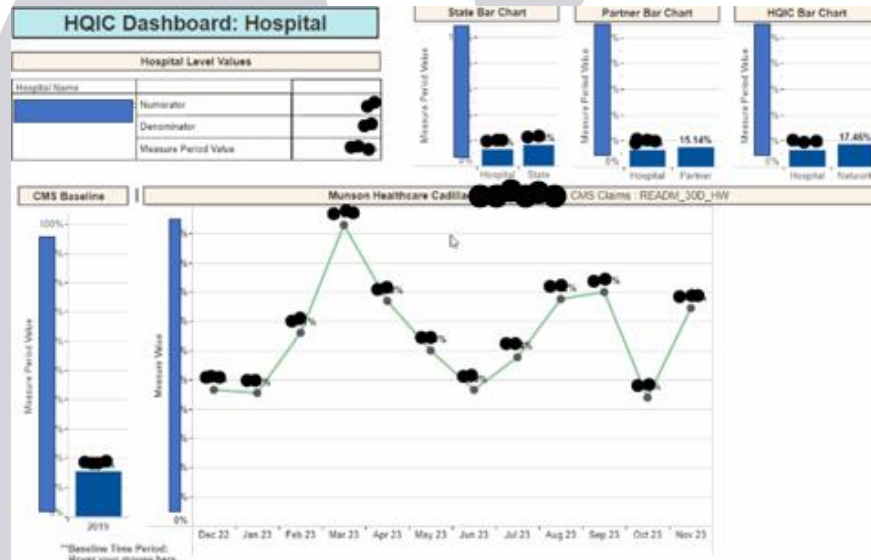 HQIC Dashboard: Hospital
Hospital Level Values
Hospital Name
Numerator
Denominator
Measure Period Value
State Bar Chart
Measure Period Value
0%
Hospital State
Partner Bar Chart
Measure Period Value
15.14%
Hospital Partner
HQIC Bar Chart
Measure Period Value
17.46%
Hospital Network
CMS Baseline
Munson Healthcare CMS Claims : READM_30D_HW
100%
Measure Period Value
2019
**Baseline Time Period:
Hover your mouse here
Measure Value
0%
Dec 22 Jan 23 Feb 23 Mar 23 Apr 23 May 23 Jun 23 Jul 23 Aug 23 Sep 23 Oct 23 Nov 23